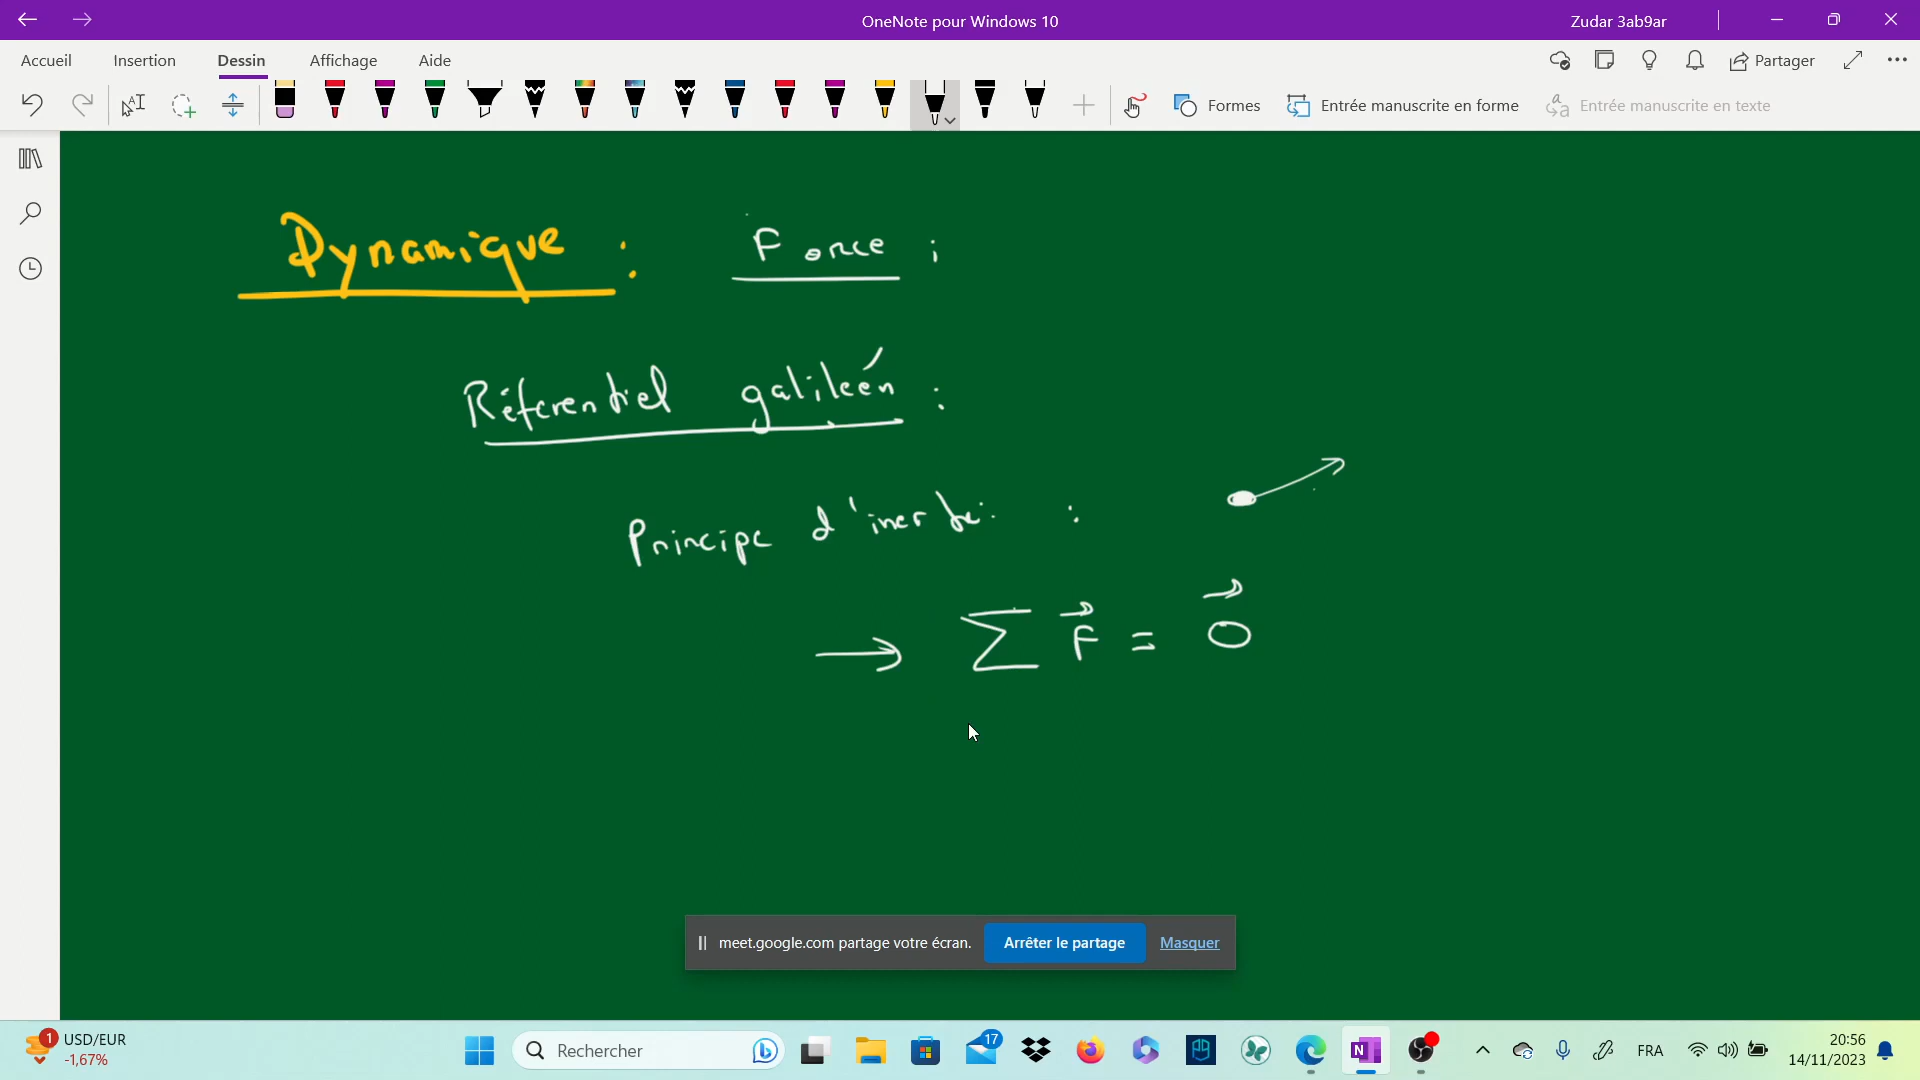 OneNote pour Windows 10
Zudar 3ab9ar
Accueil Insertion Dessin Affichage Aide
Partager
Formes Entrée manuscrite en forme Entrée manuscrite en texte
Dynamique : Force :
Référentiel galiléen :
Principe d'inertie :
→ ∑ F⃗ = 0⃗
meet.google.com partage votre écran. Arrêter le partage Masquer
1 USD/EUR
-1,67%
Rechercher
17
FRA
20:56
14/11/2023